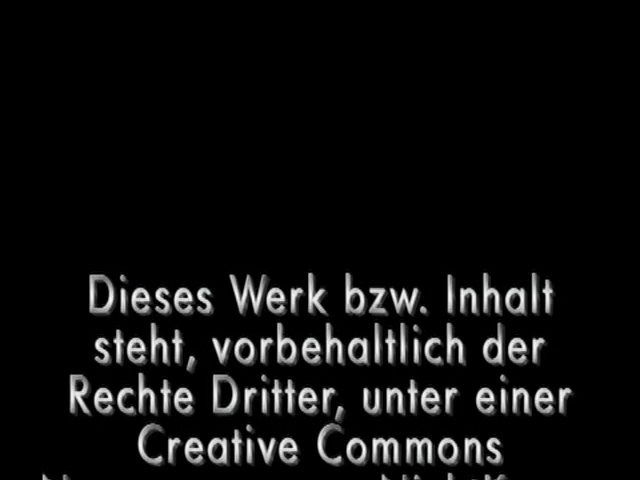 Dieses Werk bzw. Inhalt
steht, vorbehaltlich der
Rechte Dritter, unter einer
Creative Commons